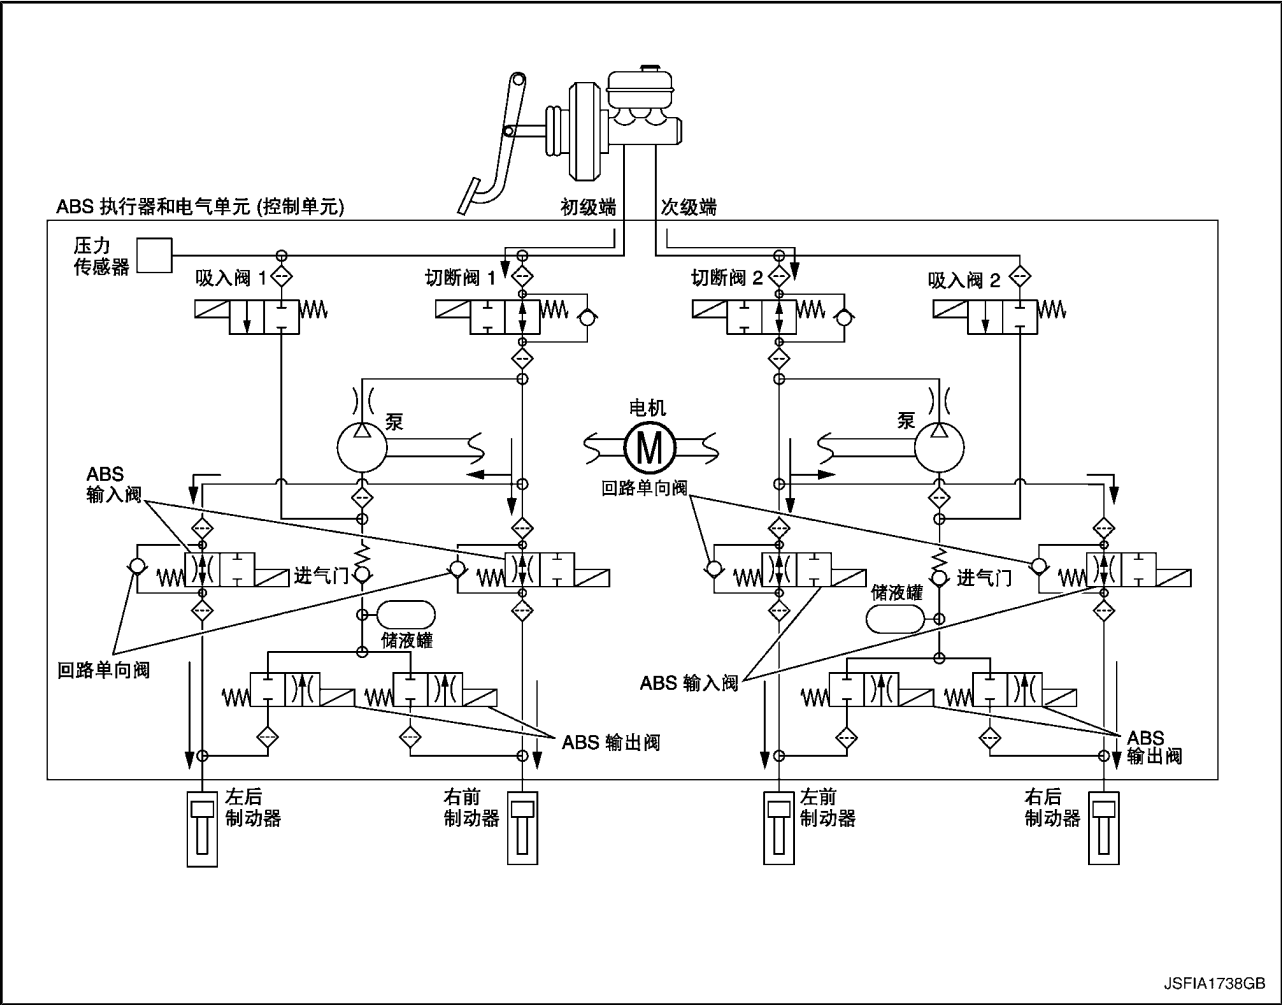 ABS 执行器和电气单元 (控制单元)
初级端
次级端
压力
传感器
吸入阀 1
切断阀 1
切断阀 2
吸入阀 2
电机
M
泵
泵
ABS
输入阀
回路单向阀
进气门
进气门
储液罐
储液罐
回路单向阀
ABS 输入阀
ABS 输出阀
ABS
输出阀
左后
制动器
右前
制动器
左前
制动器
右后
制动器
JSFIA1738GB